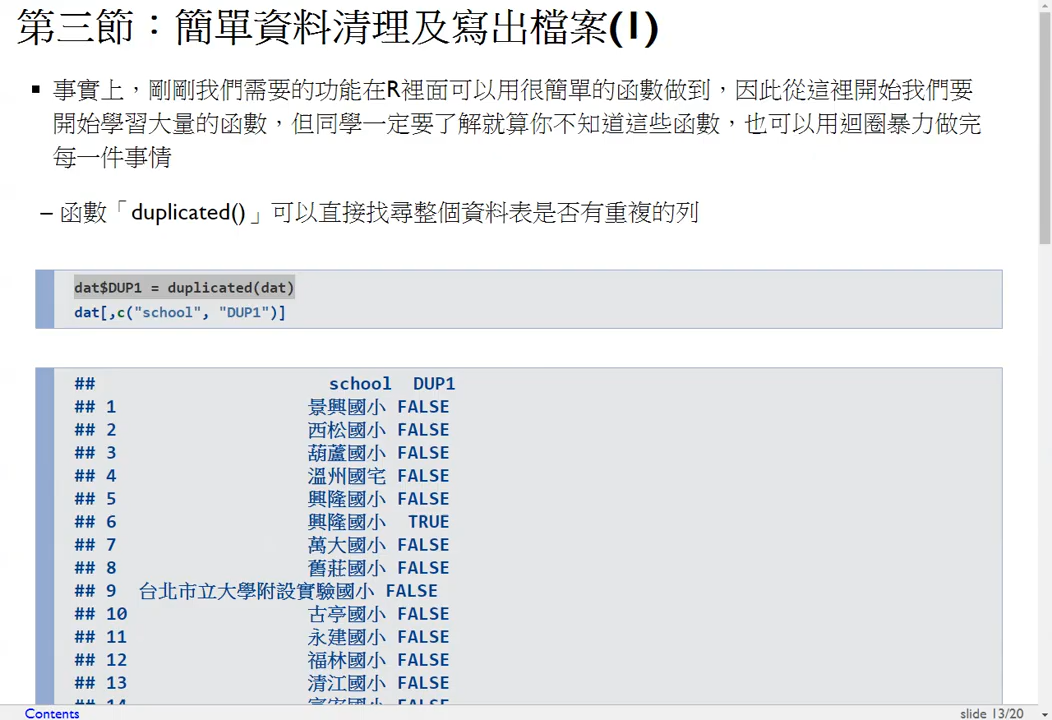 第三節：簡單資料清理及寫出檔案(1)
▪ 事實上，剛剛我們需要的功能在R裡面可以用很簡單的函數做到，因此從這裡開始我們要
開始學習大量的函數，但同學一定要了解就算你不知道這些函數，也可以用迴圈暴力做完
每一件事情
– 函數「duplicated()」可以直接找尋整個資料表是否有重複的列
dat$DUP1 = duplicated(dat)
dat[,c("school", "DUP1")]
## school DUP1
## 1 景興國小 FALSE
## 2 西松國小 FALSE
## 3 葫蘆國小 FALSE
## 4 溫州國宅 FALSE
## 5 興隆國小 FALSE
## 6 興隆國小 TRUE
## 7 萬大國小 FALSE
## 8 舊莊國小 FALSE
## 9 台北市立大學附設實驗國小 FALSE
## 10 古亭國小 FALSE
## 11 永建國小 FALSE
## 12 福林國小 FALSE
## 13 清江國小 FALSE
Contents
slide 13/20